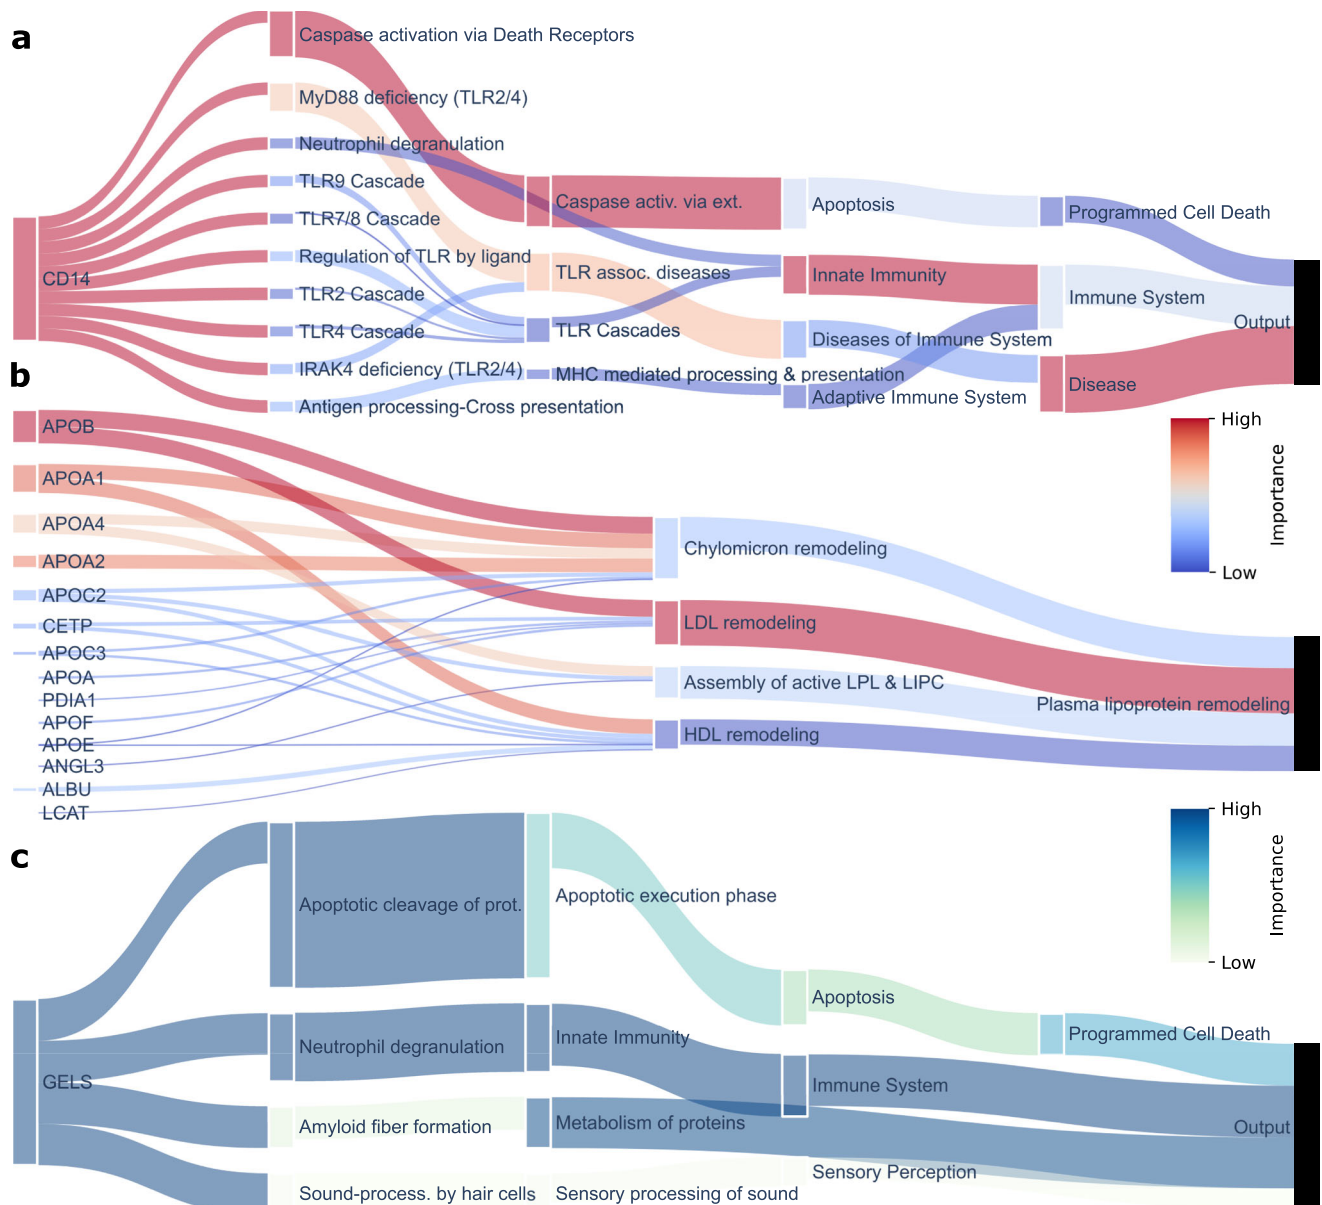 a
Caspase activation via Death Receptors
MyD88 deficiency (TLR2/4)
Neutrophil degranulation
TLR9 Cascade
TLR7/8 Cascade
Regulation of TLR by ligand
TLR2 Cascade
TLR4 Cascade
IRAK4 deficiency (TLR2/4)
Antigen processing-Cross presentation
CD14
Caspase activ. via ext.
TLR assoc. diseases
TLR Cascades
MHC mediated processing & presentation
Apoptosis
Innate Immunity
Diseases of Immune System
Adaptive Immune System
Programmed Cell Death
Immune System
Disease
Output
b
APOB
APOA1
APOA4
APOA2
APOC2
CETP
APOC3
APOA
PDIA1
APOF
APOE
ANGL3
ALBU
LCAT
Chylomicron remodeling
LDL remodeling
Assembly of active LPL & LIPC
HDL remodeling
Plasma lipoprotein remodeling
High
Importance
Low
c
GELS
Apoptotic cleavage of prot.
Neutrophil degranulation
Amyloid fiber formation
Sound-process. by hair cells
Apoptotic execution phase
Innate Immunity
Metabolism of proteins
Sensory processing of sound
Apoptosis
Immune System
Sensory Perception
Programmed Cell Death
Output
High
Importance
Low